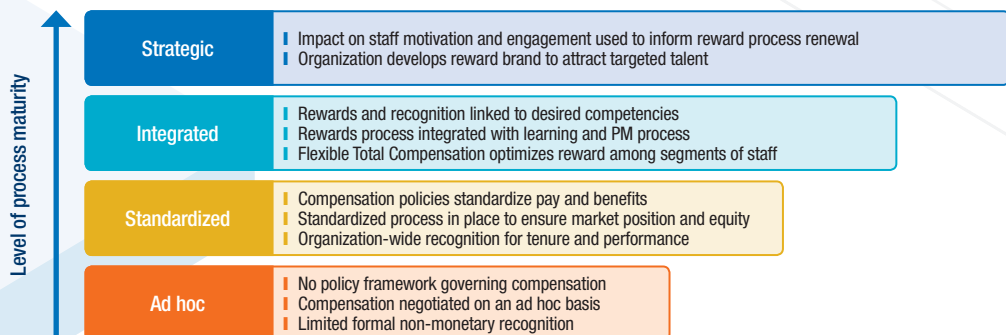 Level of process maturity
Strategic
Impact on staff motivation and engagement used to inform reward process renewal
Organization develops reward brand to attract targeted talent
Integrated
Rewards and recognition linked to desired competencies
Rewards process integrated with learning and PM process
Flexible Total Compensation optimizes reward among segments of staff
Standardized
Compensation policies standardize pay and benefits
Standardized process in place to ensure market position and equity
Organization-wide recognition for tenure and performance
Ad hoc
No policy framework governing compensation
Compensation negotiated on an ad hoc basis
Limited formal non-monetary recognition